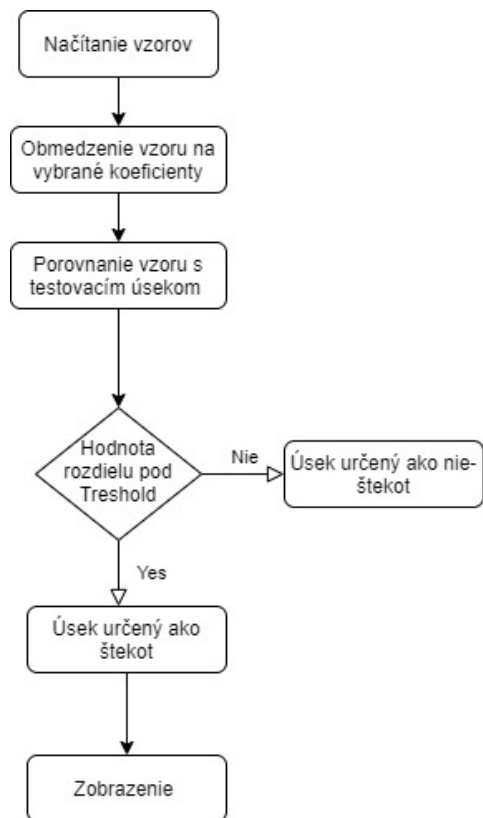 Načítanie vzorov
Obmedzenie vzoru na
vybrané koeficienty
Porovnanie vzoru s
testovacím úsekom
Hodnota
rozdielu pod
Treshold
Nie
Úsek určený ako nie-
štekot
Yes
Úsek určený ako
štekot
Zobrazenie